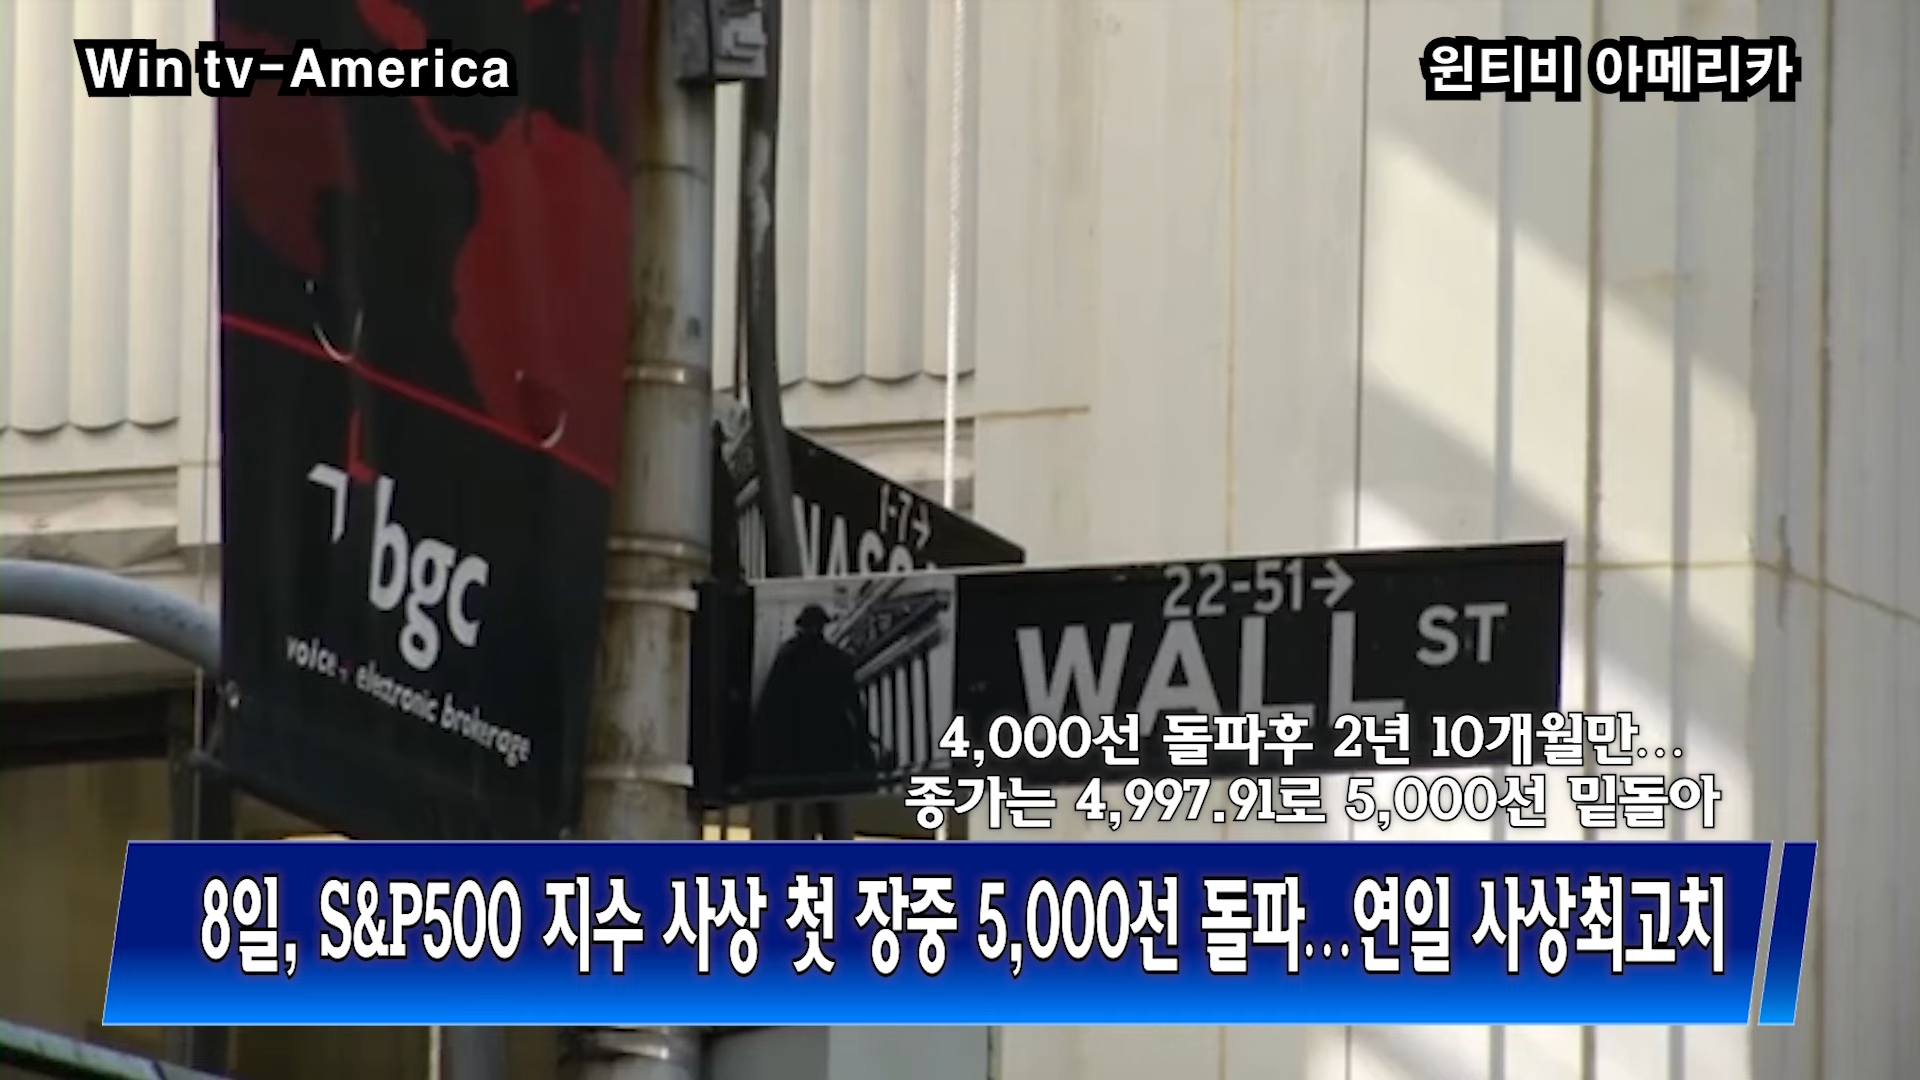 Win tv-America
윈티비 아메리카
bgc
voice + electronic brokerage
1-7→
NASS
22-51→
WALL ST
4,000선 돌파후 2년 10개월만...
종가는 4,997.91로 5,000선 밑돌아
8일, S&P500 지수 사상 첫 장중 5,000선 돌파...연일 사상최고치